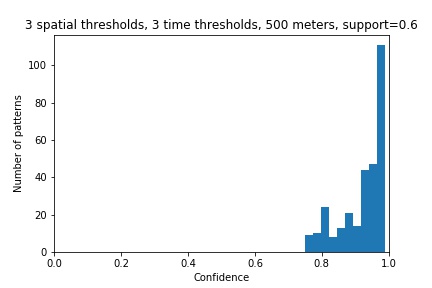 3 spatial thresholds, 3 time thresholds, 500 meters, support=0.6
100
80
60
40
20
0
Number of patterns
0.0 0.2 0.4 0.6 0.8 1.0
Confidence